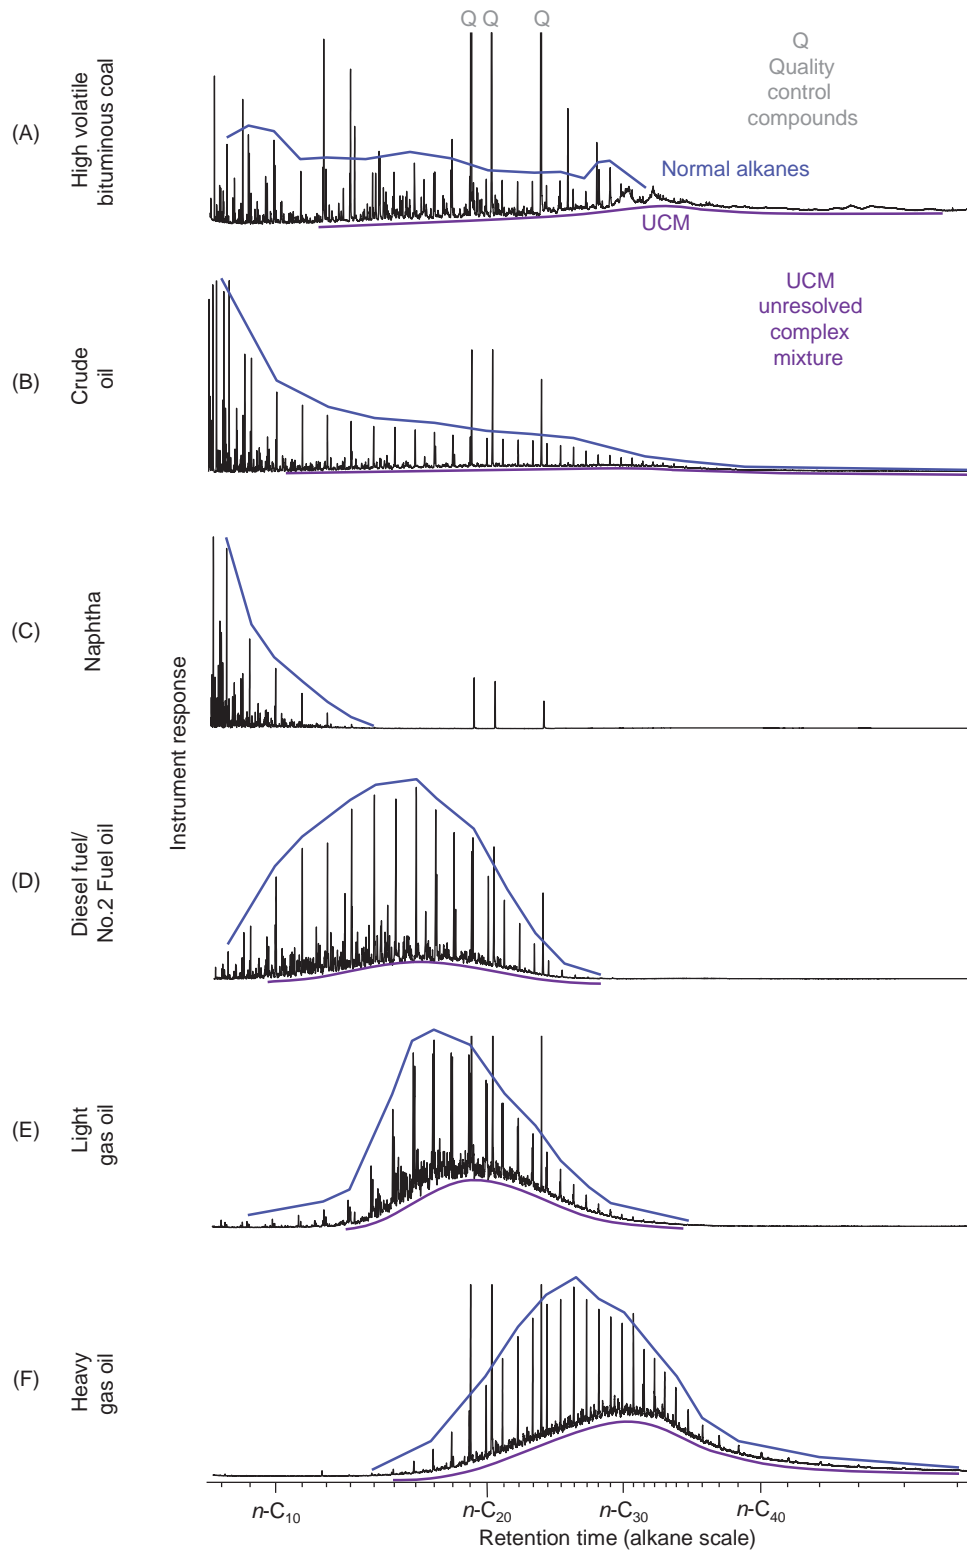 Q Q Q
Q
Quality
control
compounds
(A)
High volatile
bituminous coal
Normal alkanes
UCM
UCM
unresolved
complex
mixture
(B)
Crude
oil
(C)
Naphtha
Instrument response
(D)
Diesel fuel/
No.2 Fuel oil
(E)
Light
gas oil
(F)
Heavy
gas oil
n-C10 n-C20 n-C30 n-C40
Retention time (alkane scale)